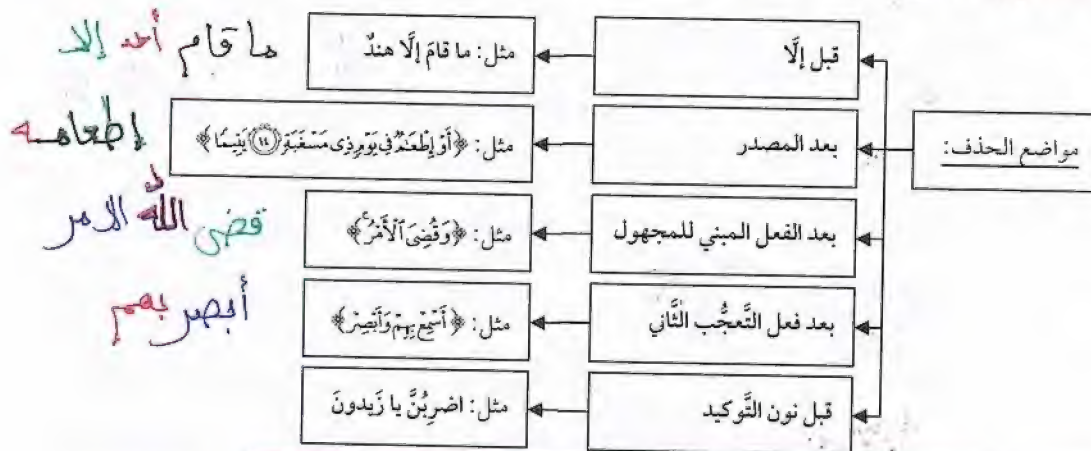 مواضع الحذف:
قبل إلَّا
مثل: ما قامَ إلَّا هندٌ
ما قام أحد إلا
بعد المصدر
مثل: ﴿أَوْ إِطْعَٰمٌ فِى يَوْمٍ ذِى مَسْغَبَةٍ ⑭ يَتِيمًا﴾
إطعامه
بعد الفعل المبني للمجهول
مثل: ﴿وَقُضِىَ ٱلْأَمْرُ ۚ﴾
قضى اللهُ الامر
بعد فعل التَّعجُّب الثَّاني
مثل: ﴿أَسْمِعْ بِهِمْ وَأَبْصِرْ﴾
أبصر بهم
قبل نون التَّوكيد
مثل: اضربُنَّ يا زَيدونَ